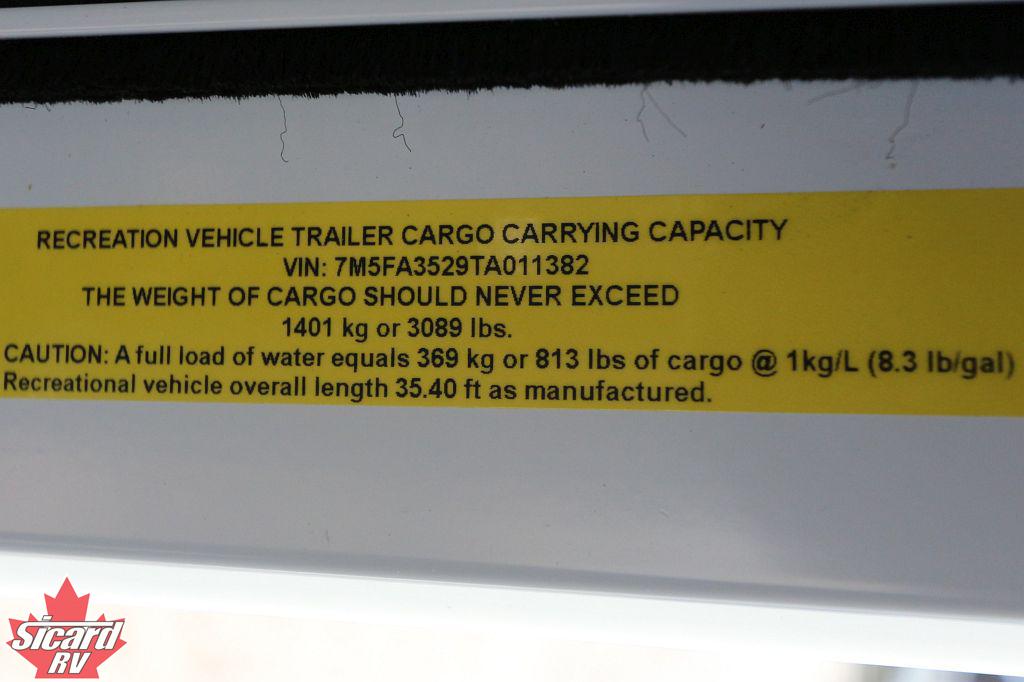 RECREATION VEHICLE TRAILER CARGO CARRYING CAPACITY
VIN: 7M5FA3529TA011382
THE WEIGHT OF CARGO SHOULD NEVER EXCEED
1401 kg or 3089 lbs.
CAUTION: A full load of water equals 369 kg or 813 lbs of cargo @ 1kg/L (8.3 lb/gal)
Recreational vehicle overall length 35.40 ft as manufactured.
Sicard
RV